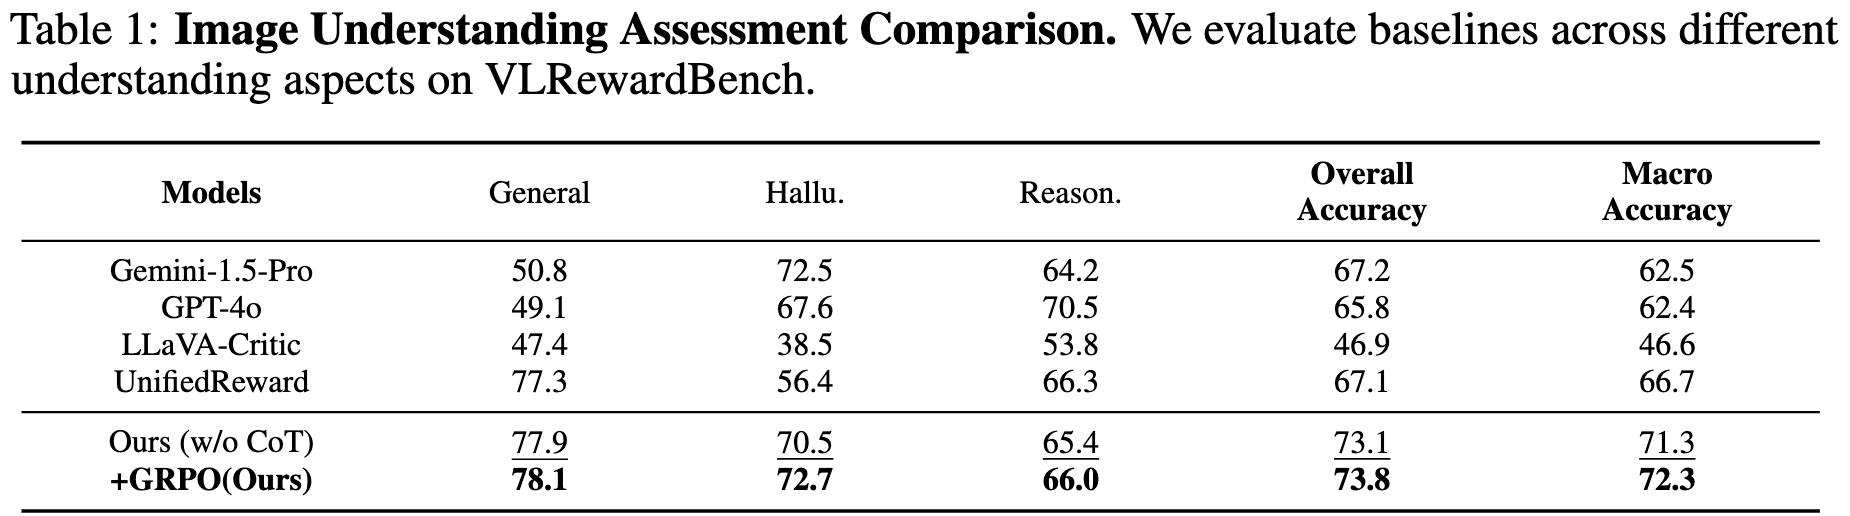 Table 1: Image Understanding Assessment Comparison. We evaluate baselines across different
understanding aspects on VLRewardBench.
Models General Hallu. Reason. Overall Accuracy Macro Accuracy
Gemini-1.5-Pro 50.8 72.5 64.2 67.2 62.5
GPT-4o 49.1 67.6 70.5 65.8 62.4
LLaVA-Critic 47.4 38.5 53.8 46.9 46.6
UnifiedReward 77.3 56.4 66.3 67.1 66.7
Ours (w/o CoT) 77.9 70.5 65.4 73.1 71.3
+GRPO(Ours) 78.1 72.7 66.0 73.8 72.3